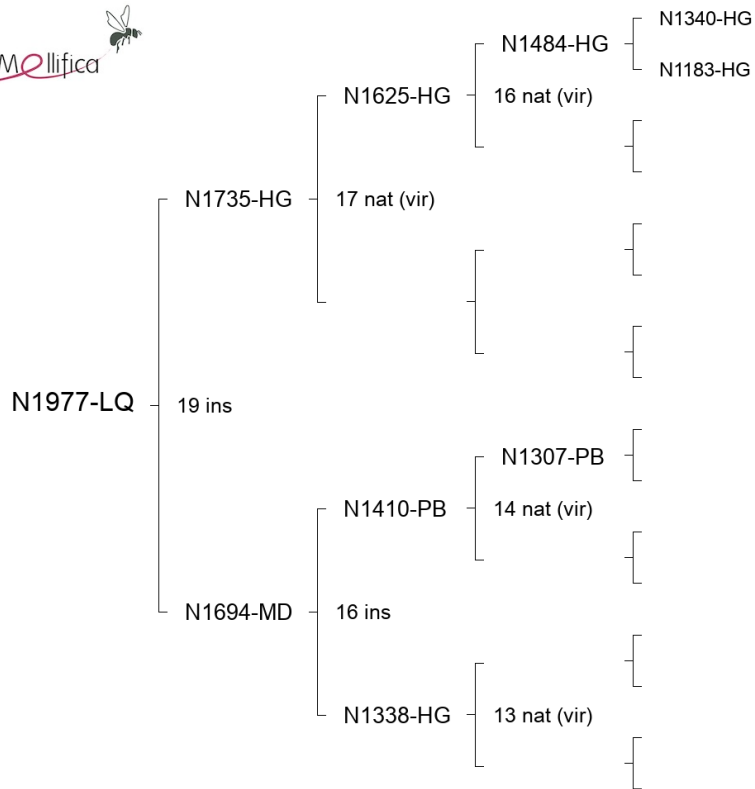 Mellifica
N1340-HG
N1484-HG
N1183-HG
N1625-HG
16 nat (vir)
N1735-HG
17 nat (vir)
N1977-LQ
19 ins
N1307-PB
N1410-PB
14 nat (vir)
N1694-MD
16 ins
N1338-HG
13 nat (vir)